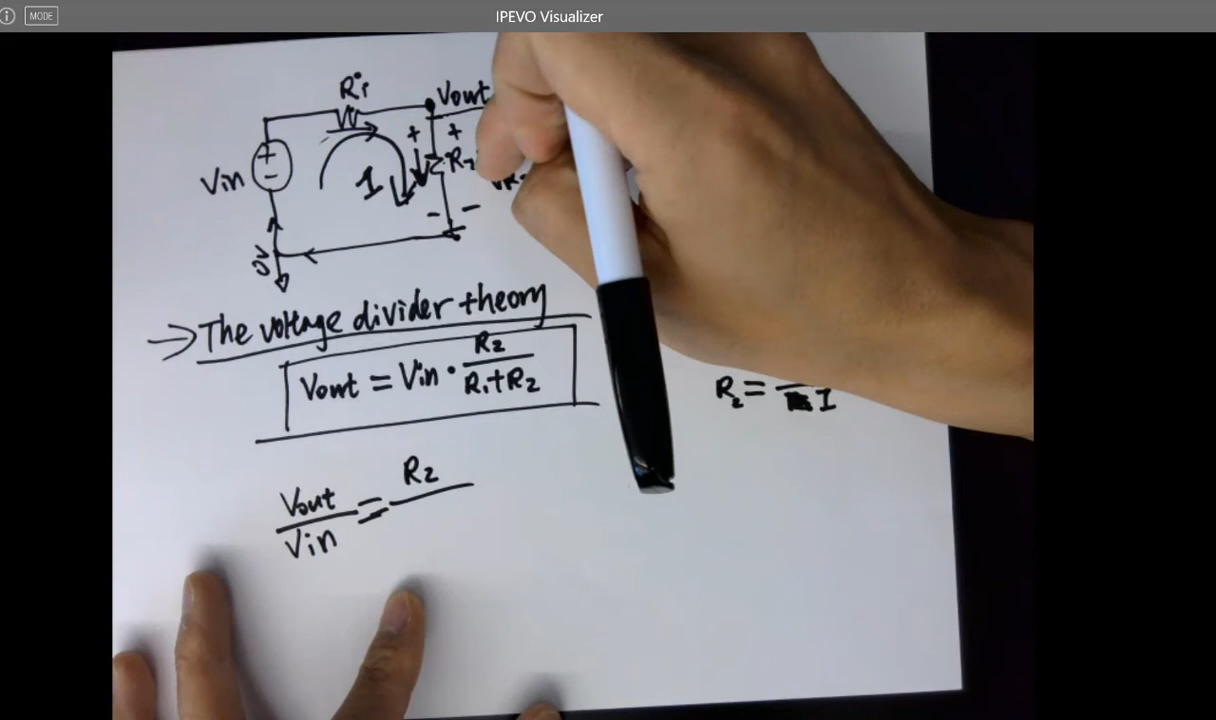 MODE
IPEVO Visualizer
R1
Vout
+
+
+
-
Vin
I
R2
-
-
0V
→ The voltage divider theory
Vout = Vin · R2
R1+R2
R2 =
I
Vout = R2
Vin